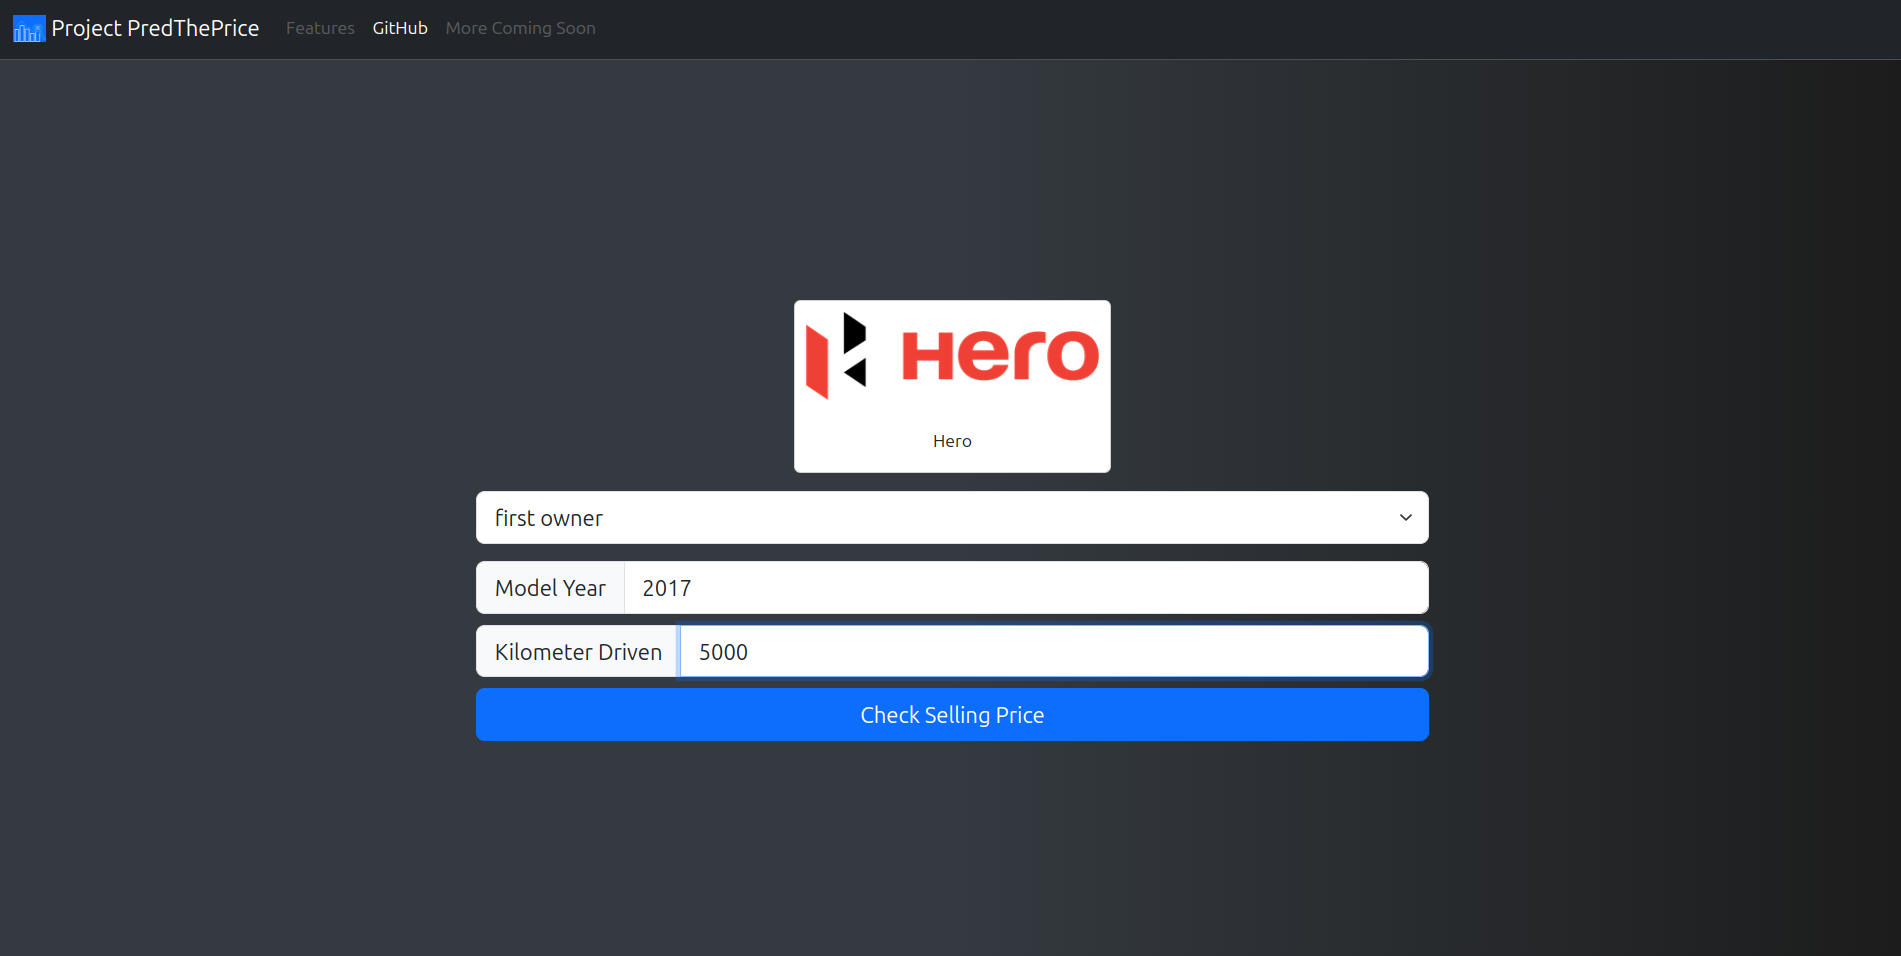 Project PredThePrice Features GitHub More Coming Soon
Hero
Hero
first owner
Model Year 2017
Kilometer Driven 5000
Check Selling Price